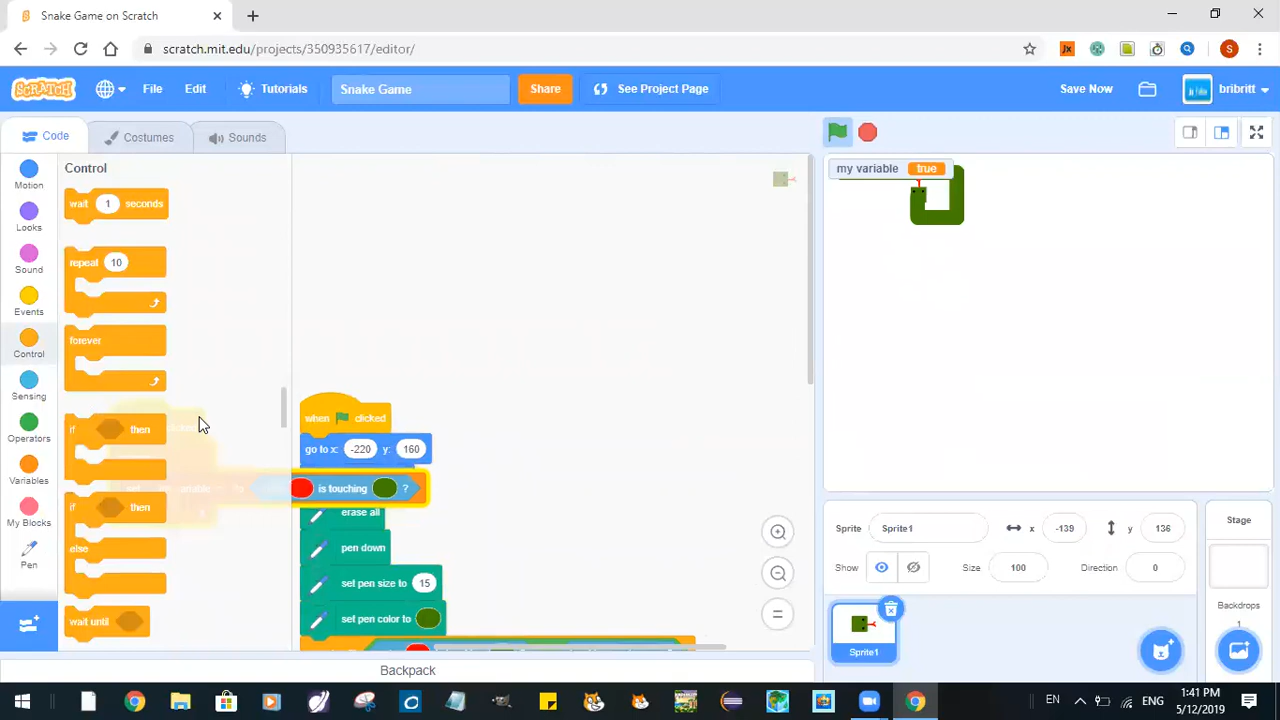 Snake Game on Scratch
scratch.mit.edu/projects/350935617/editor/
S
SCRATCH
File
Edit
Tutorials
Snake Game
Share
See Project Page
Save Now
bribritt
Code
Costumes
Sounds
Motion
Looks
Sound
Events
Control
Sensing
Operators
Variables
My Blocks
Pen
Control
wait 1 seconds
repeat 10
forever
if then
if then
else
wait until
when clicked
go to x: -220 y: 160
is touching ?
erase all
pen down
set pen size to 15
set pen color to
my variable true
Sprite Sprite1 x -139 y 136
Show Size 100 Direction 0
Sprite1
Stage
Backdrops
1
Backpack
EN
ENG
1:41 PM
5/12/2019